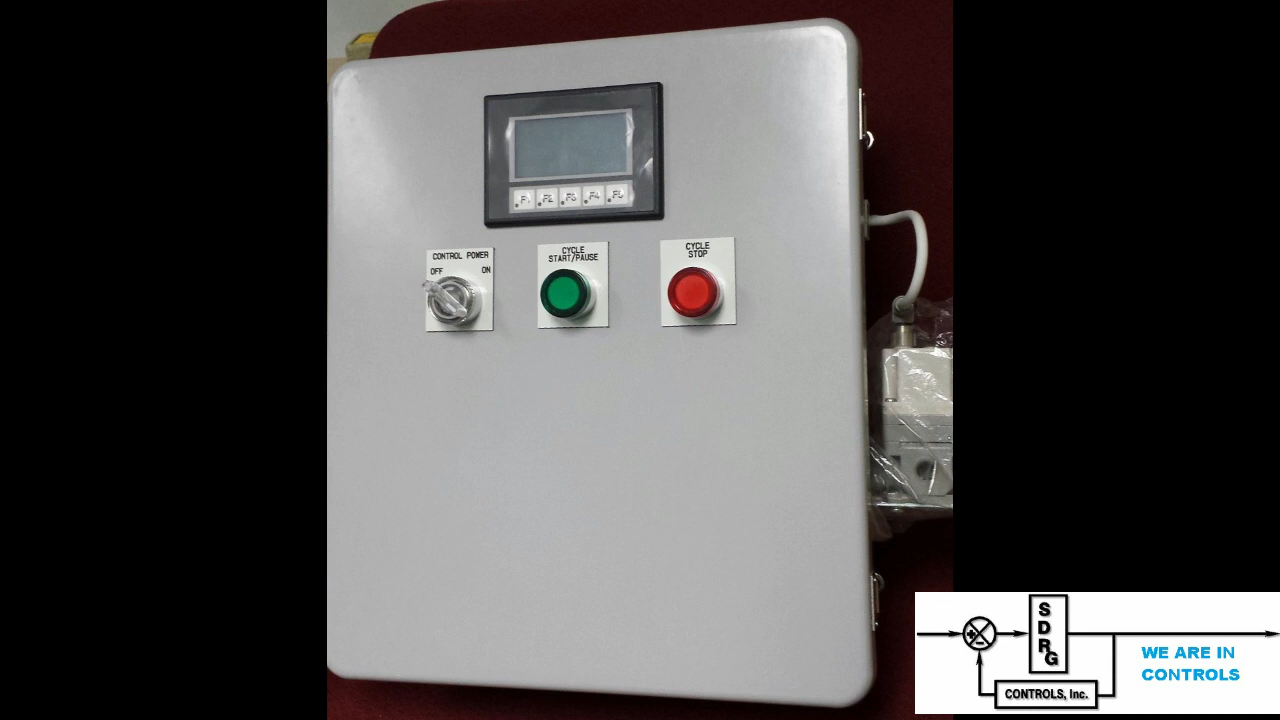 F1 F2 F3 F4 F5
CONTROL POWER
OFF ON
CYCLE
START/PAUSE
CYCLE
STOP
SDRG
CONTROLS, Inc.
WE ARE IN
CONTROLS